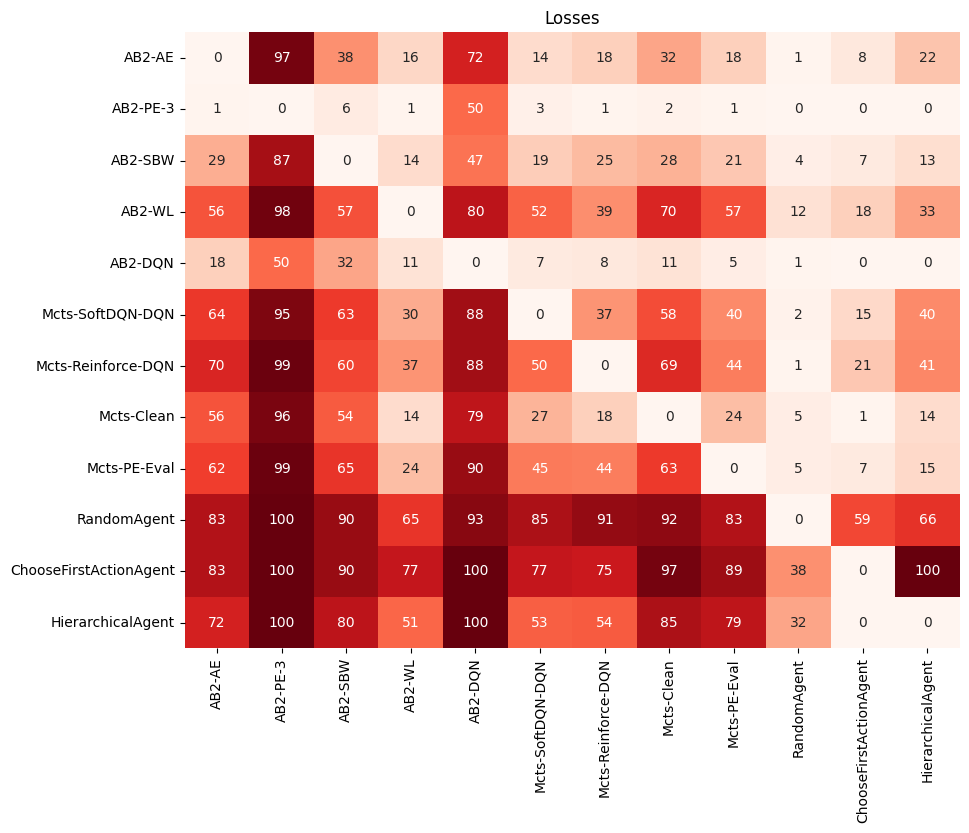 Losses
AB2-AE 0 97 38 16 72 14 18 32 18 1 8 22
AB2-PE-3 1 0 6 1 50 3 1 2 1 0 0 0
AB2-SBW 29 87 0 14 47 19 25 28 21 4 7 13
AB2-WL 56 98 57 0 80 52 39 70 57 12 18 33
AB2-DQN 18 50 32 11 0 7 8 11 5 1 0 0
Mcts-SoftDQN-DQN 64 95 63 30 88 0 37 58 40 2 15 40
Mcts-Reinforce-DQN 70 99 60 37 88 50 0 69 44 1 21 41
Mcts-Clean 56 96 54 14 79 27 18 0 24 5 1 14
Mcts-PE-Eval 62 99 65 24 90 45 44 63 0 5 7 15
RandomAgent 83 100 90 65 93 85 91 92 83 0 59 66
ChooseFirstActionAgent 83 100 90 77 100 77 75 97 89 38 0 100
HierarchicalAgent 72 100 80 51 100 53 54 85 79 32 0 0
AB2-AE
AB2-PE-3
AB2-SBW
AB2-WL
AB2-DQN
Mcts-SoftDQN-DQN
Mcts-Reinforce-DQN
Mcts-Clean
Mcts-PE-Eval
RandomAgent
ChooseFirstActionAgent
HierarchicalAgent